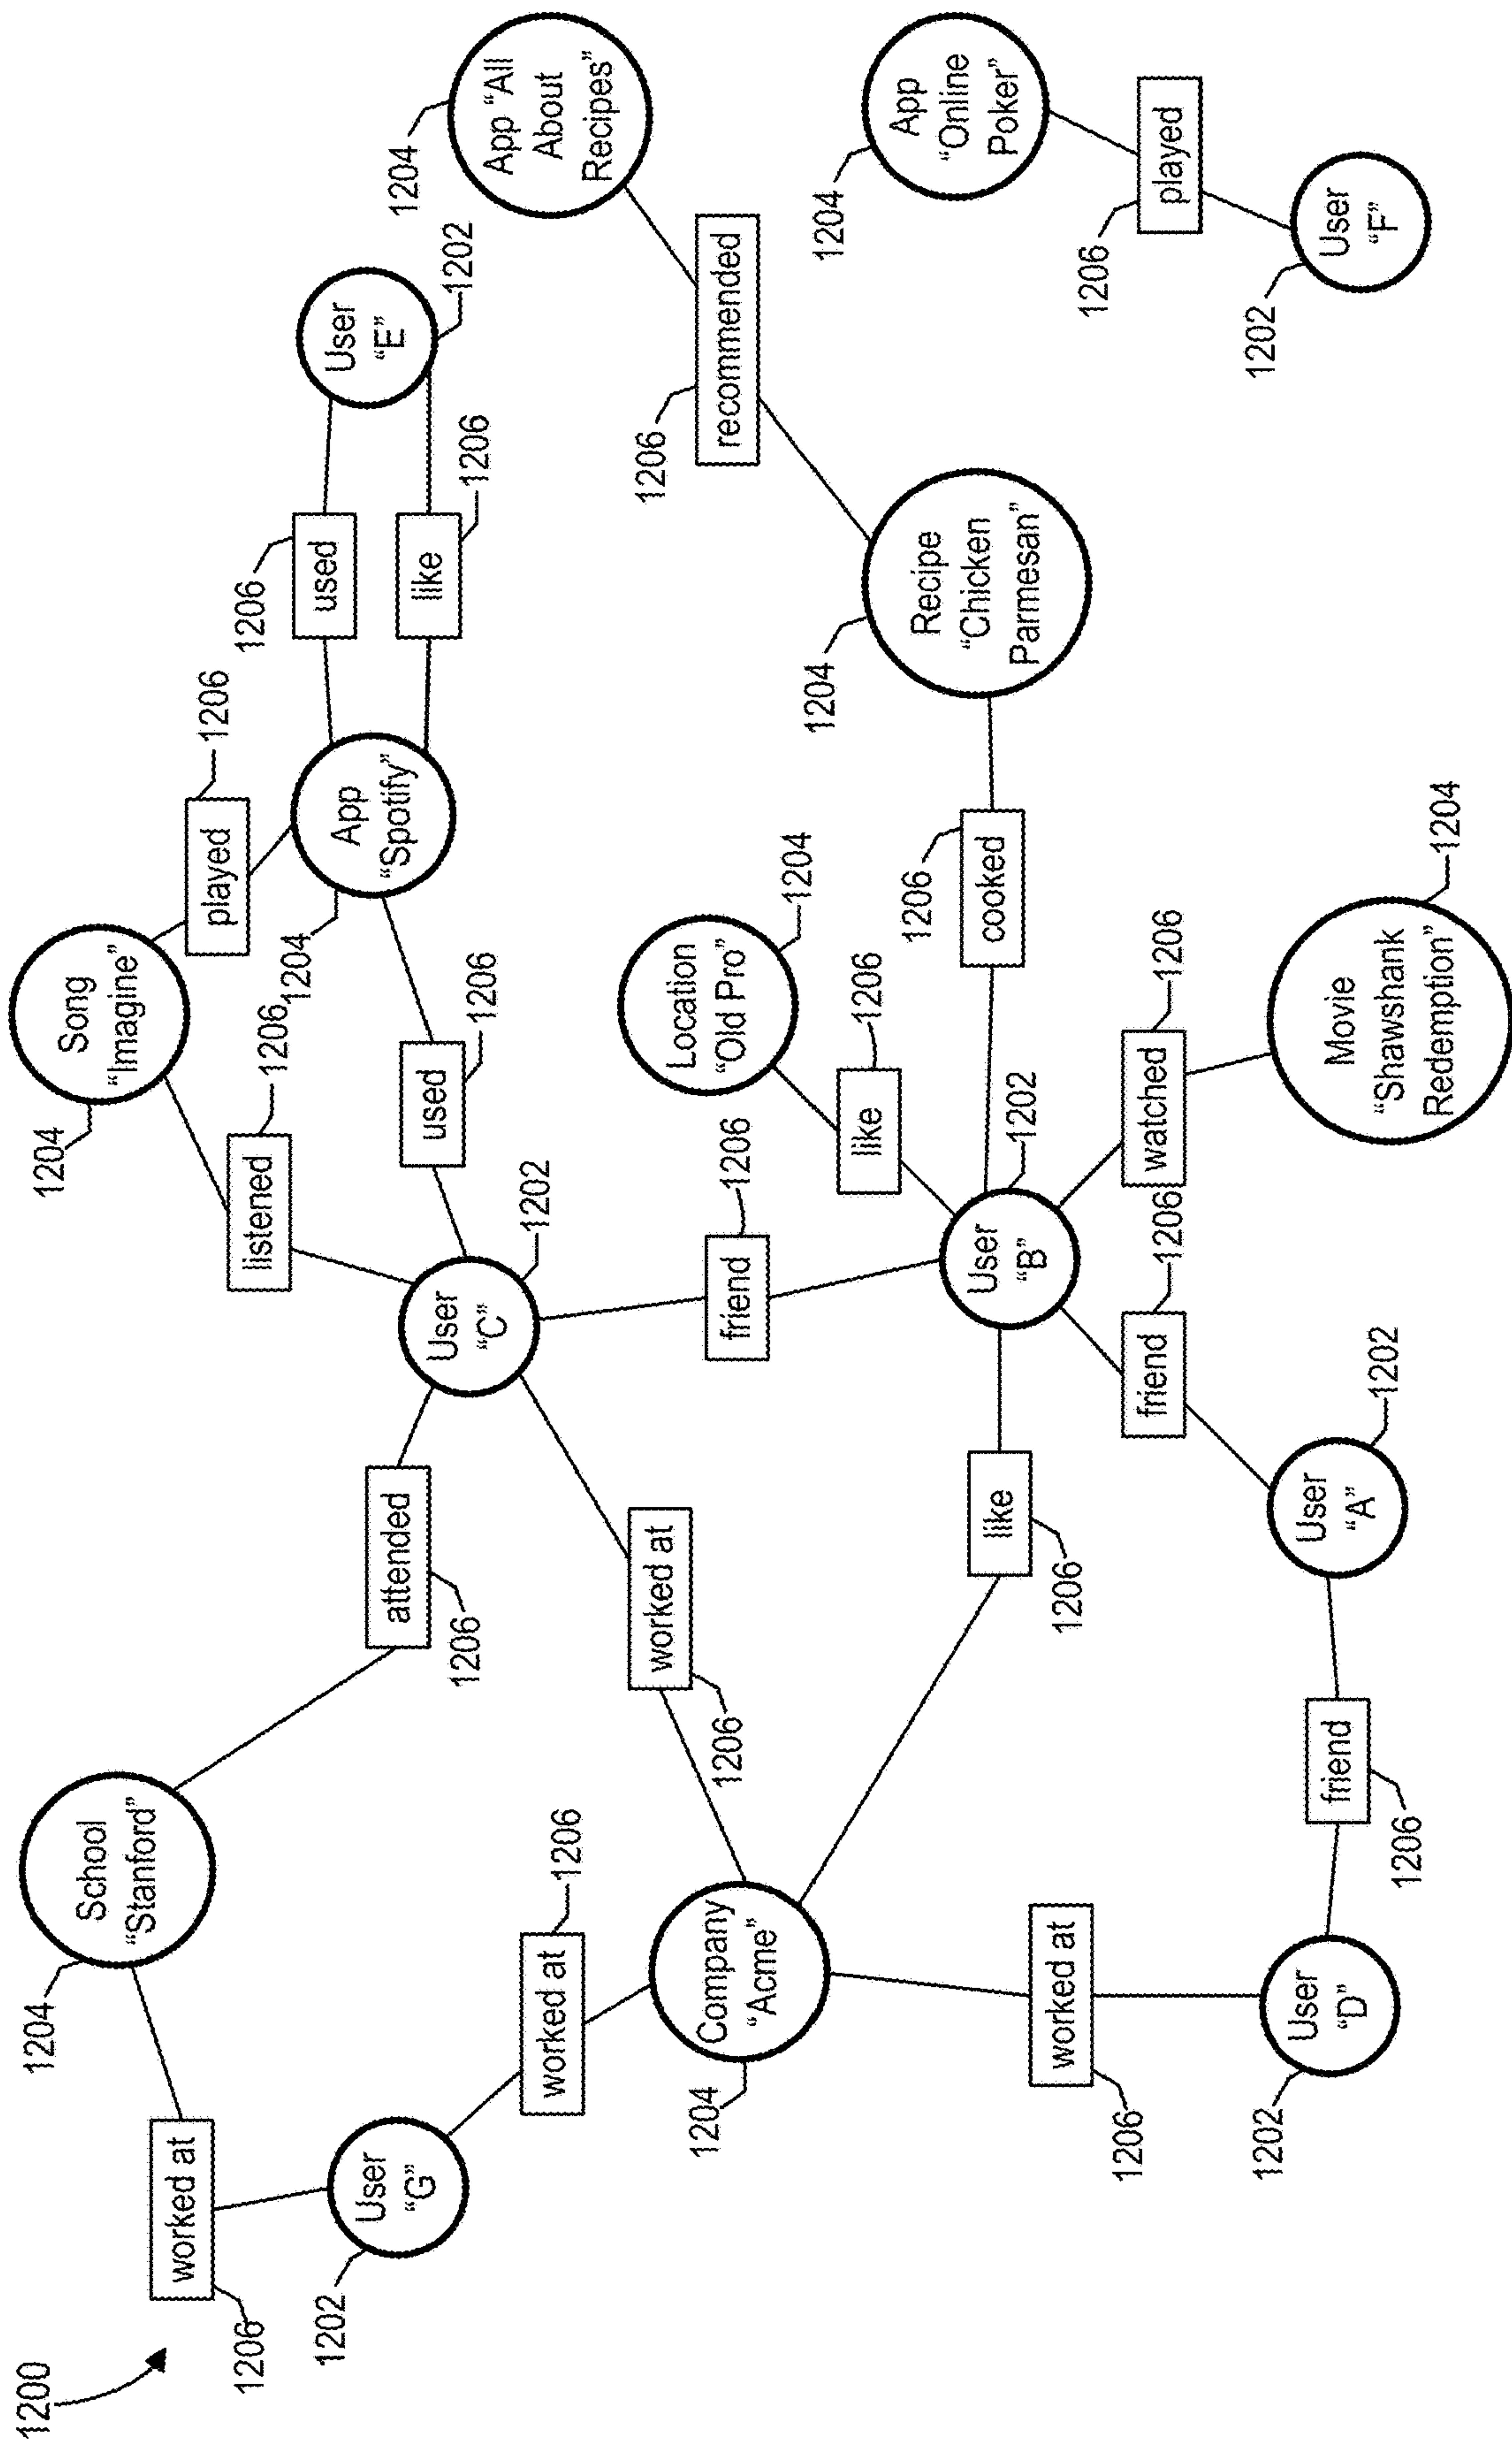 1200
1204
School
“Stanford”
1204
Song
“Imagine”
worked at
1206
attended
1206
listened
1206
played
1206
1206
used
User
“G”
1202
User
“C”
1202
used
1206
1204
App
“Spotify”
like
1206
User
“E”
1202
1204
App “All
About
Recipes”
worked at
1206
worked at
1206
friend
1206
Location
“Old Pro”
1204
1206
recommended
Company
“Acme”
1204
like
1206
1204
Recipe
“Chicken
Parmesan”
1204
App
“Online
Poker”
like
1206
User
“B”
1202
1206
cooked
worked at
1206
friend
1206
watched
1206
1206
played
1202
User
“D”
friend
1206
User
“A”
1202
Movie
“Shawshank
Redemption”
1204
1202
User
“F”